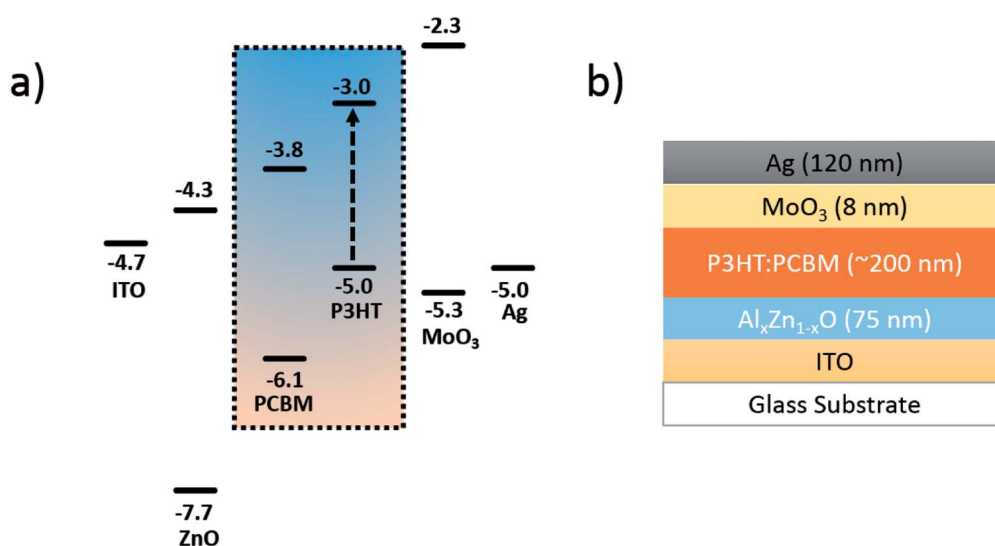 a)
-2.3
-3.0
-3.8
-4.3
-4.7
ITO
-5.0
P3HT
-5.3
MoO₃
-5.0
Ag
-6.1
PCBM
-7.7
ZnO
b)
Ag (120 nm)
MoO₃ (8 nm)
P3HT:PCBM (~200 nm)
AlₓZn₁₋ₓO (75 nm)
ITO
Glass Substrate